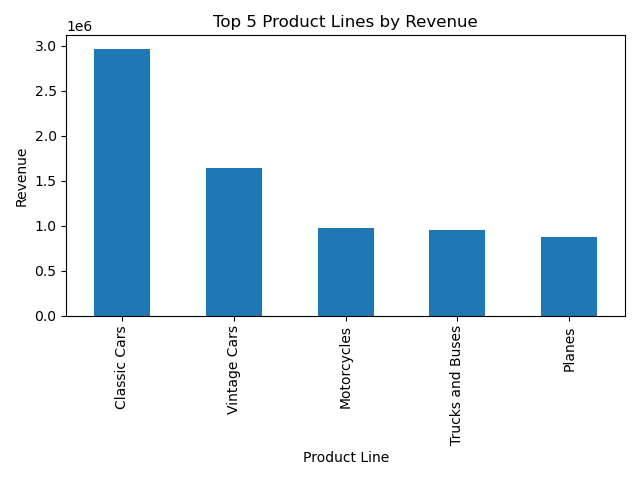 Top 5 Product Lines by Revenue
1e6
3.0
2.5
2.0
1.5
1.0
0.5
0.0
Revenue
Classic Cars
Vintage Cars
Motorcycles
Trucks and Buses
Planes
Product Line